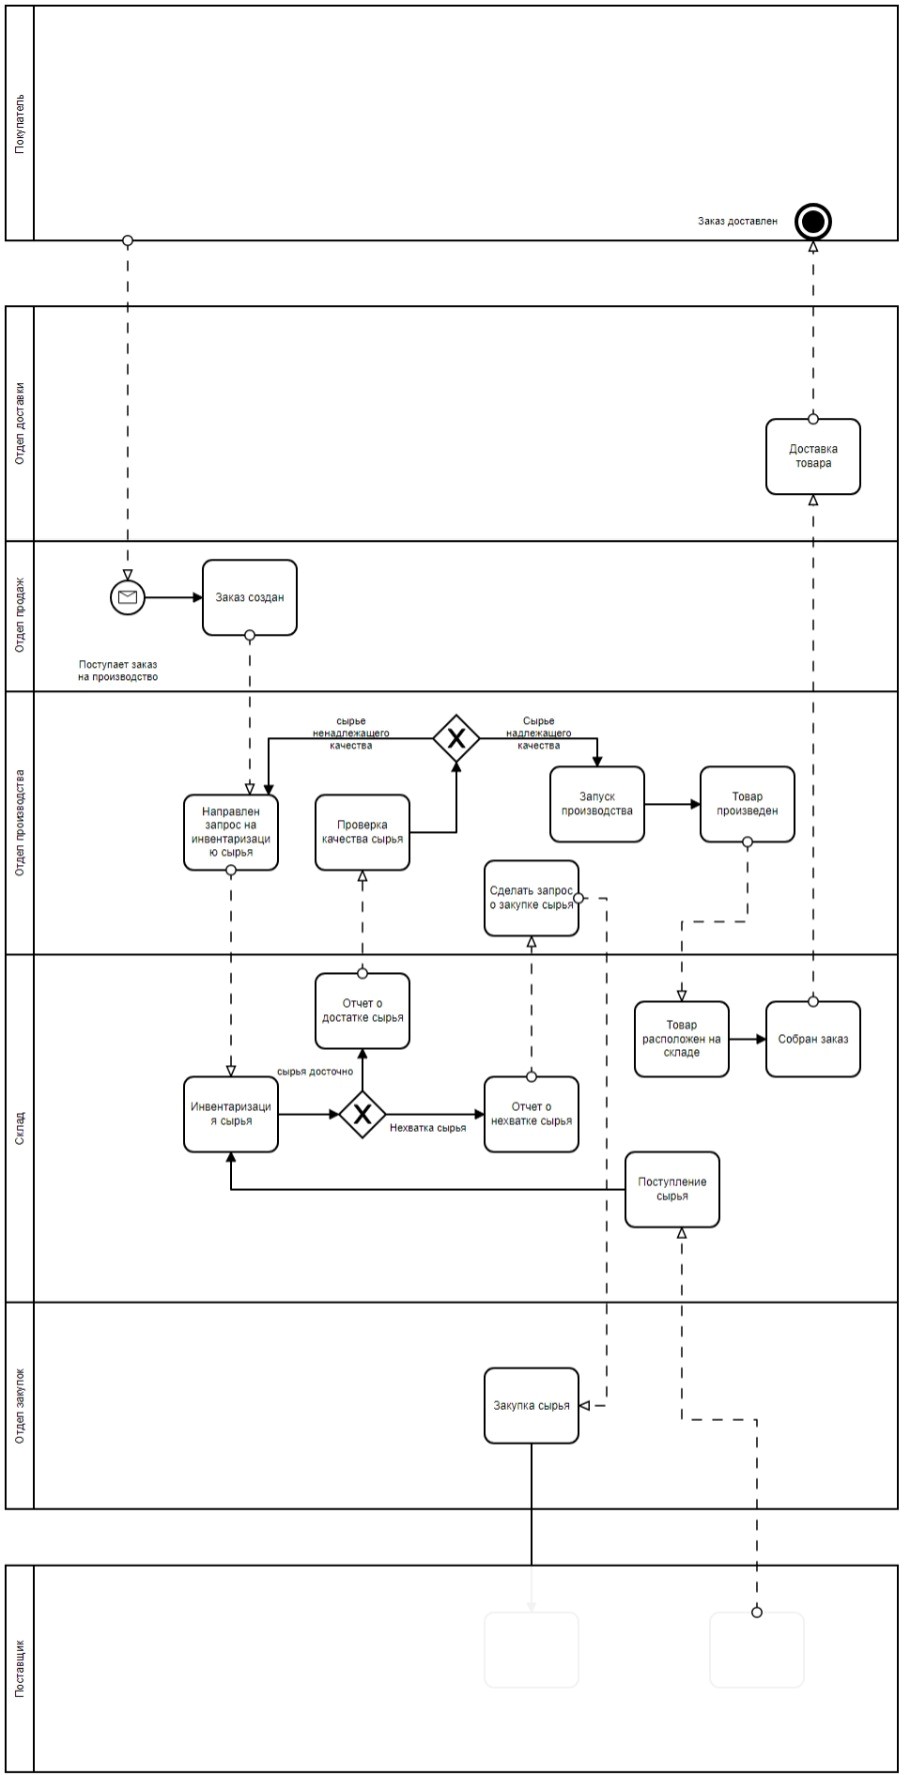 Покупатель
Заказ доставлен
Отдел доставки
Доставка
товара
Отдел продаж
Заказ создан
Поступает заказ
на производство
Отдел производства
сырье
ненадлежащего
качества
Сырье
надлежащего
качества
Направлен
запрос на
инвентаризаци
ю сырья
Проверка
качества сырья
Запуск
производства
Товар
произведен
Сделать запрос
о закупке сырья
Склад
Отчет о
достатке сырья
Товар
расположен на
складе
Собран заказ
сырья досточно
Инвентаризаци
я сырья
Нехватка сырья
Отчет о
нехватке сырья
Поступление
сырья
Отдел закупок
Закупка сырья
Поставщик